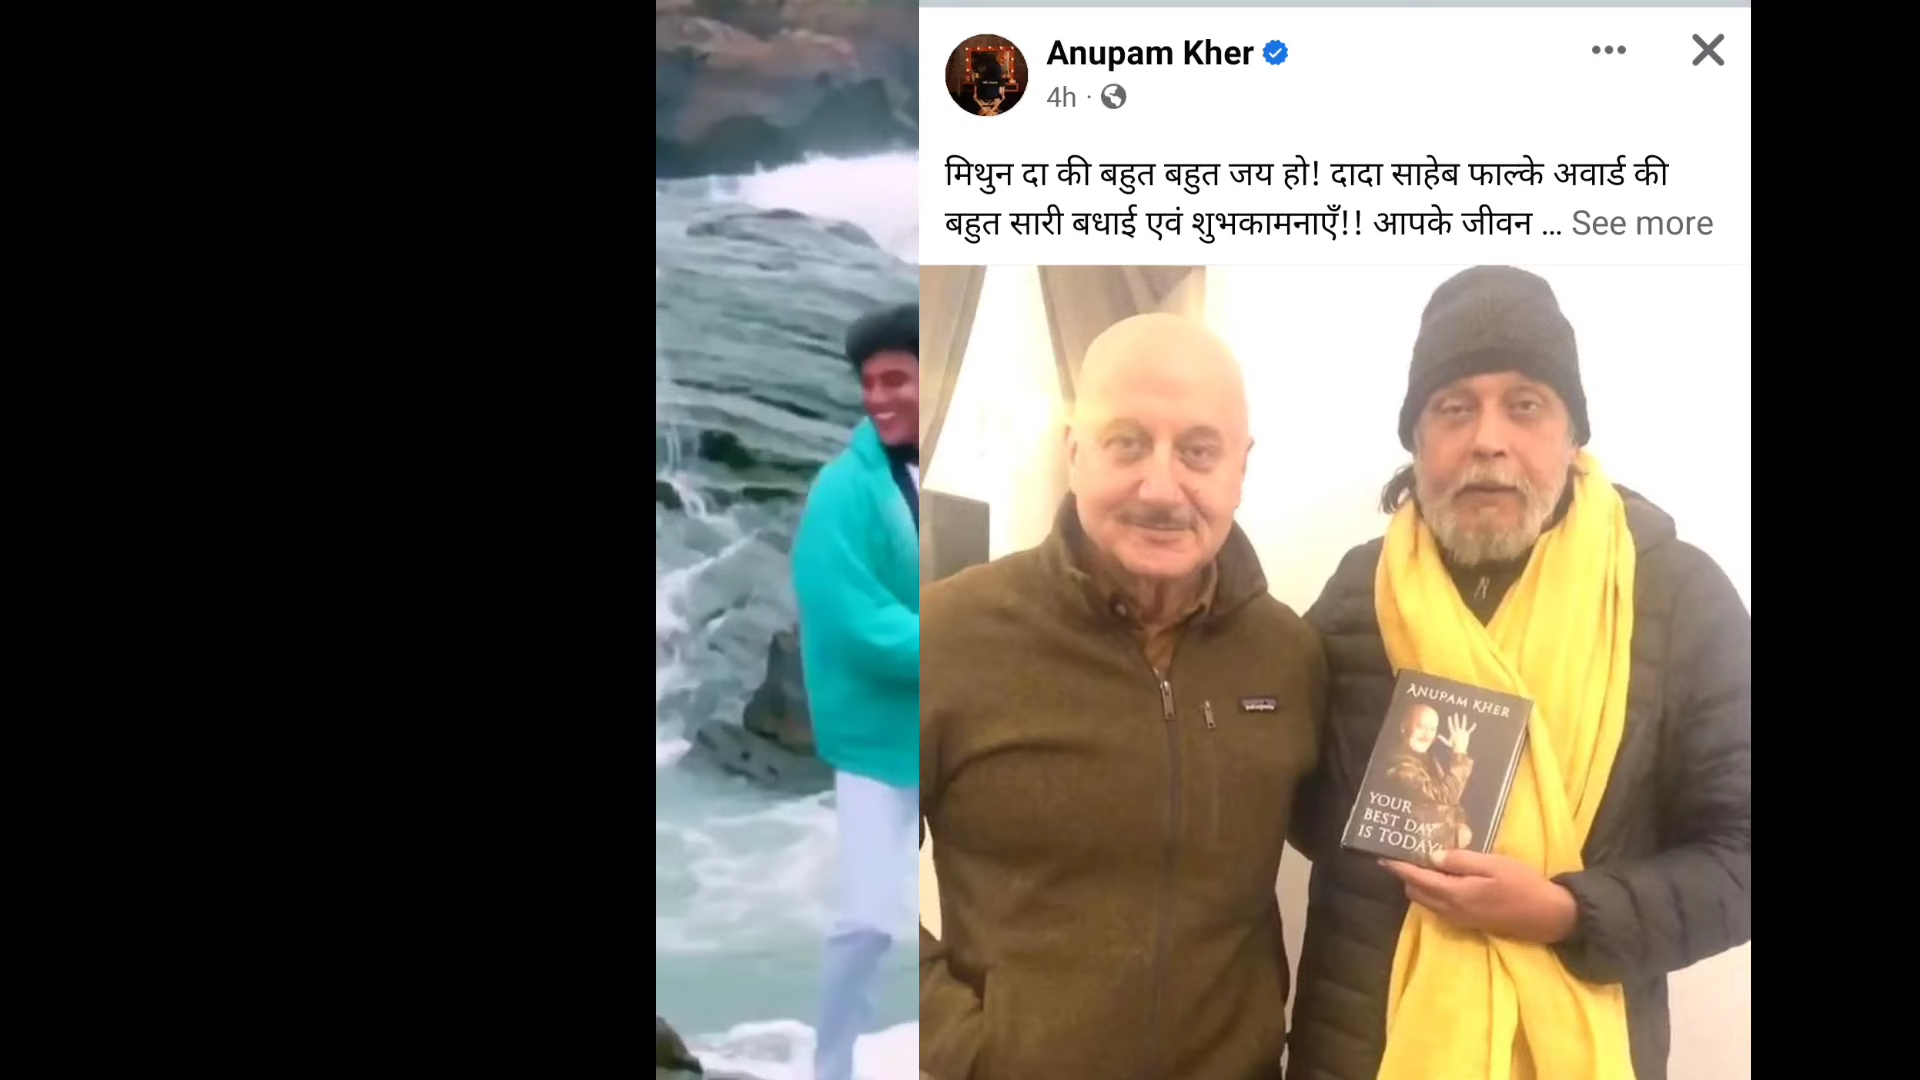 Anupam Kher
4h ·
मिथुन दा की बहुत बहुत जय हो! दादा साहेब फाल्के अवार्ड की
बहुत सारी बधाई एवं शुभकामनाएँ!! आपके जीवन ... See more
patagonia
ANUPAM KHER
YOUR
BEST DAY
IS TODAY!